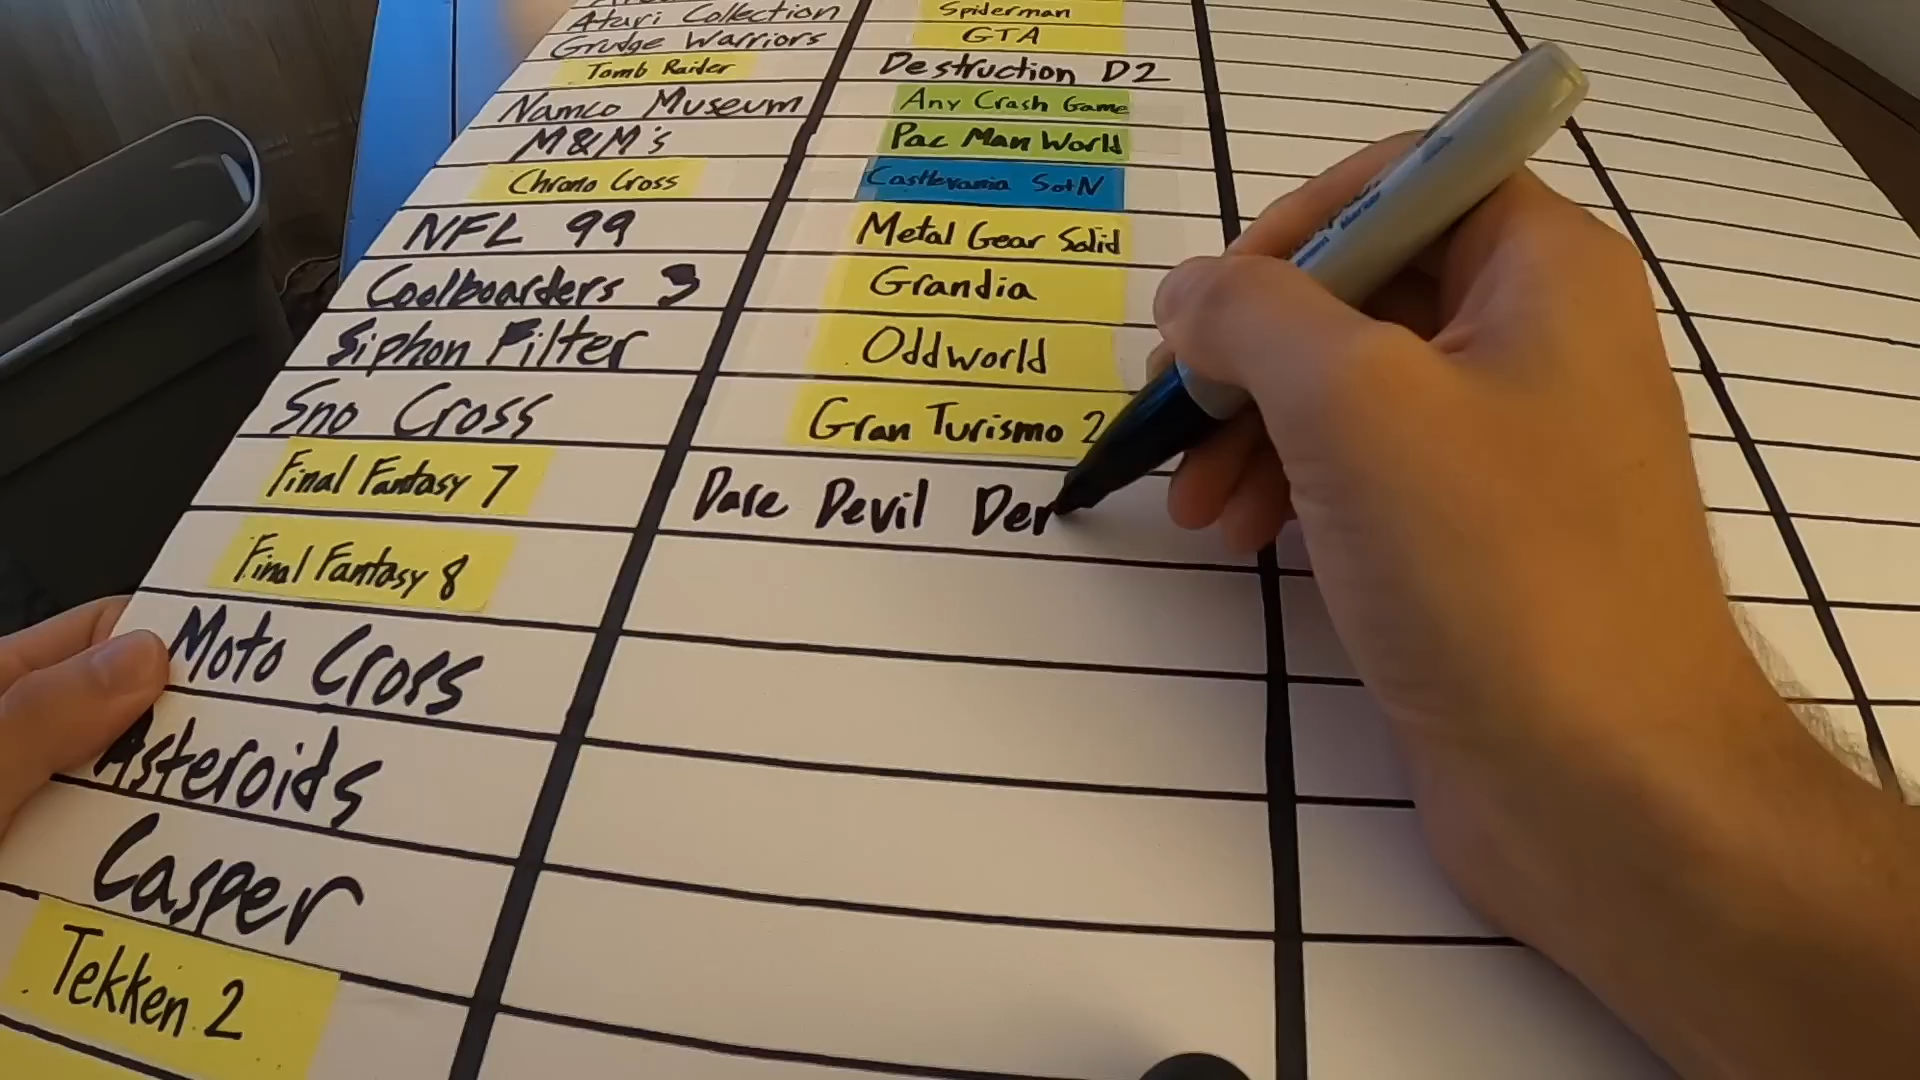 Atari Collection
Grudge Warriors
Tomb Raider
Namco Museum
M&M's
Chrono Cross
NFL 99
Coolboarders 3
Siphon Filter
Sno Cross
Final Fantasy 7
Final Fantasy 8
Moto Cross
Asteroids
Casper
Tekken 2
Spiderman
GTA
Destruction D2
Any Crash Game
Pac Man World
Castlevania SotN
Metal Gear Solid
Grandia
Oddworld
Gran Turismo 2
Dare Devil Der